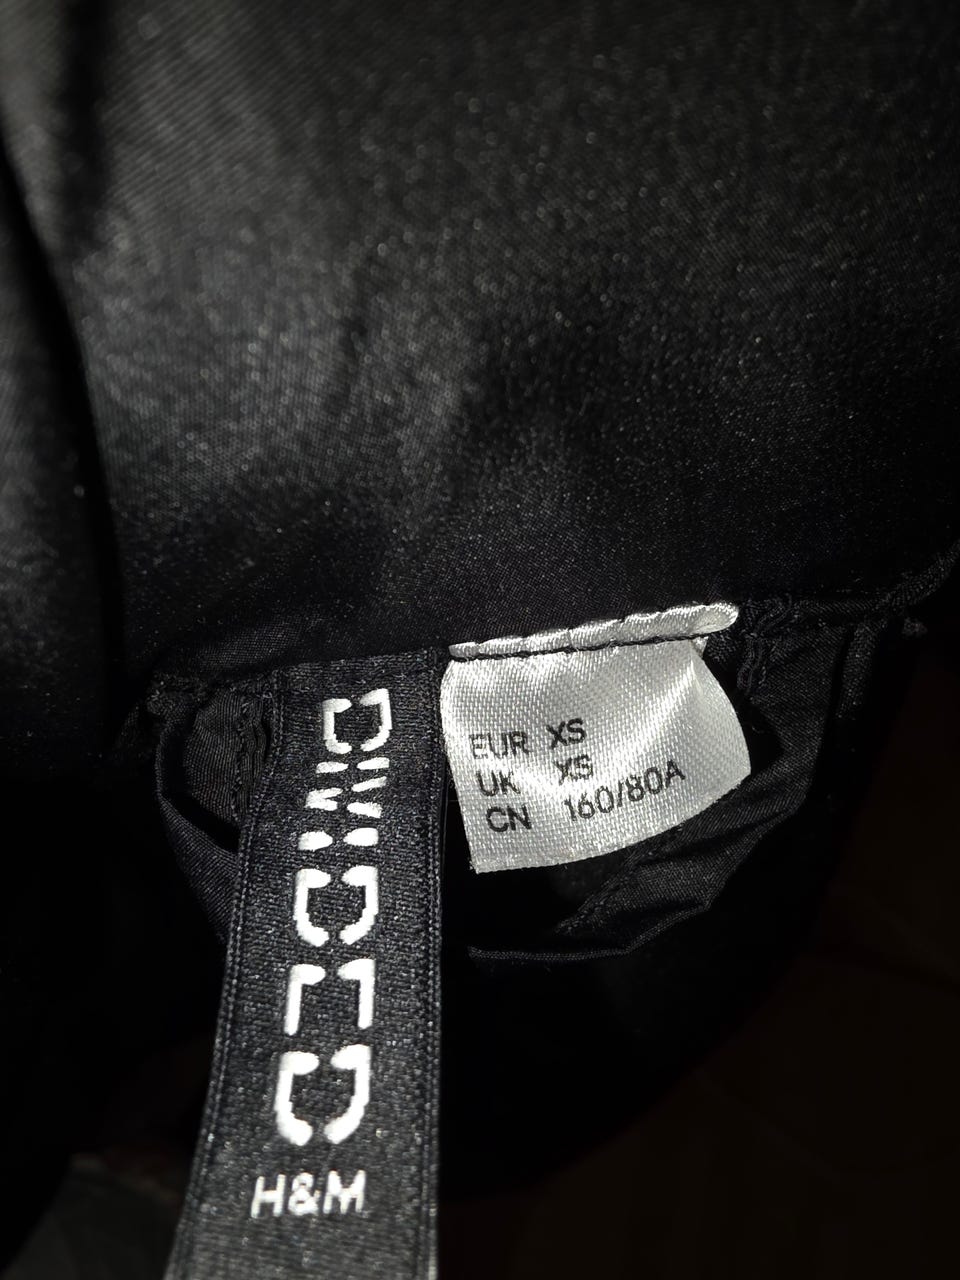 DIVIDED
H&M
EUR XS
UK XS
CN 160/80A